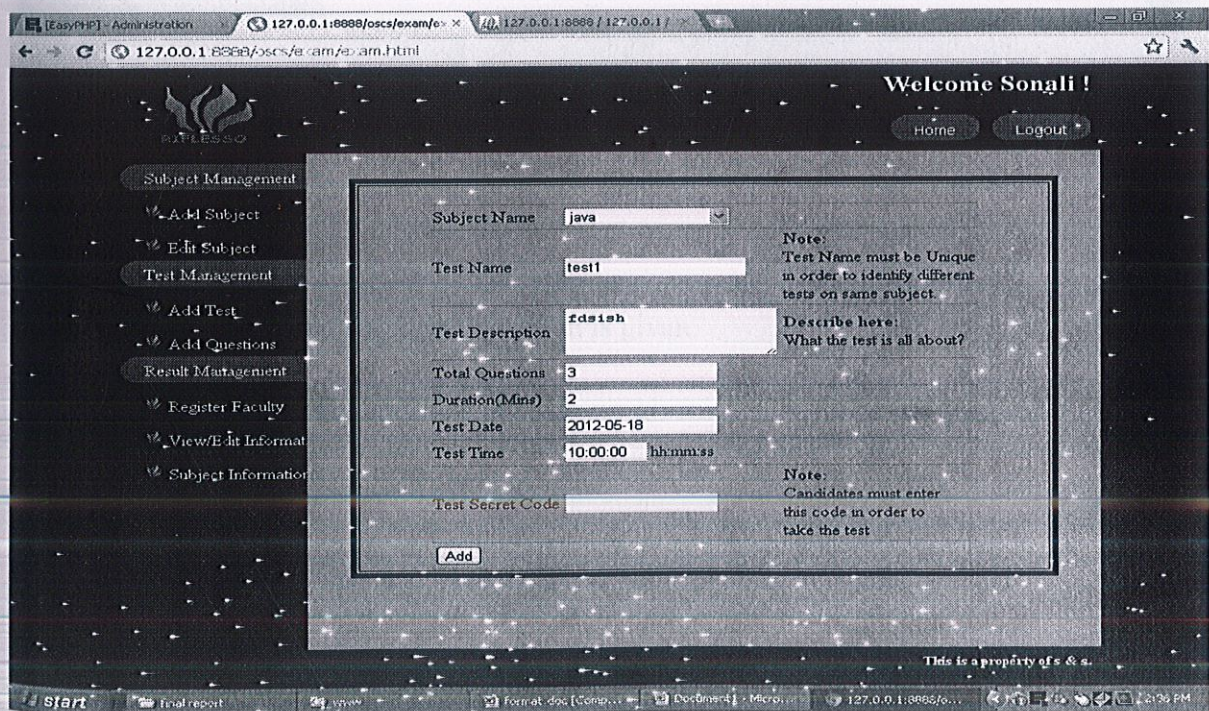 [EasyPHP] - Administration
127.0.0.1:8888/oscs/exam/e
127.0.0.1:8888 / 127.0.0.1 /
127.0.0.1:8888/oscs/exam/exam.html
Welcome Sonali !
RIFLESSO
Home
Logout
Subject Management
Add Subject
Edit Subject
Test Management
Add Test
Add Questions
Result Management
Register Faculty
View/Edit Informat
Subject Information
Subject Name
java
Test Name
test1
Note:
Test Name must be Unique
in order to identify different
tests on same subject.
Test Description
fdsish
Describe here:
What the test is all about?
Total Questions
3
Duration(Mins)
2
Test Date
2012-05-18
Test Time
10:00:00
hh:mm:ss
Test Secret Code
Note:
Candidates must enter
this code in order to
take the test
Add
This is a property of s & s.
Start
final report
www
format.doc [Comp...
Document1 - Micro...
127.0.0.1:8888/o...
12:36 PM